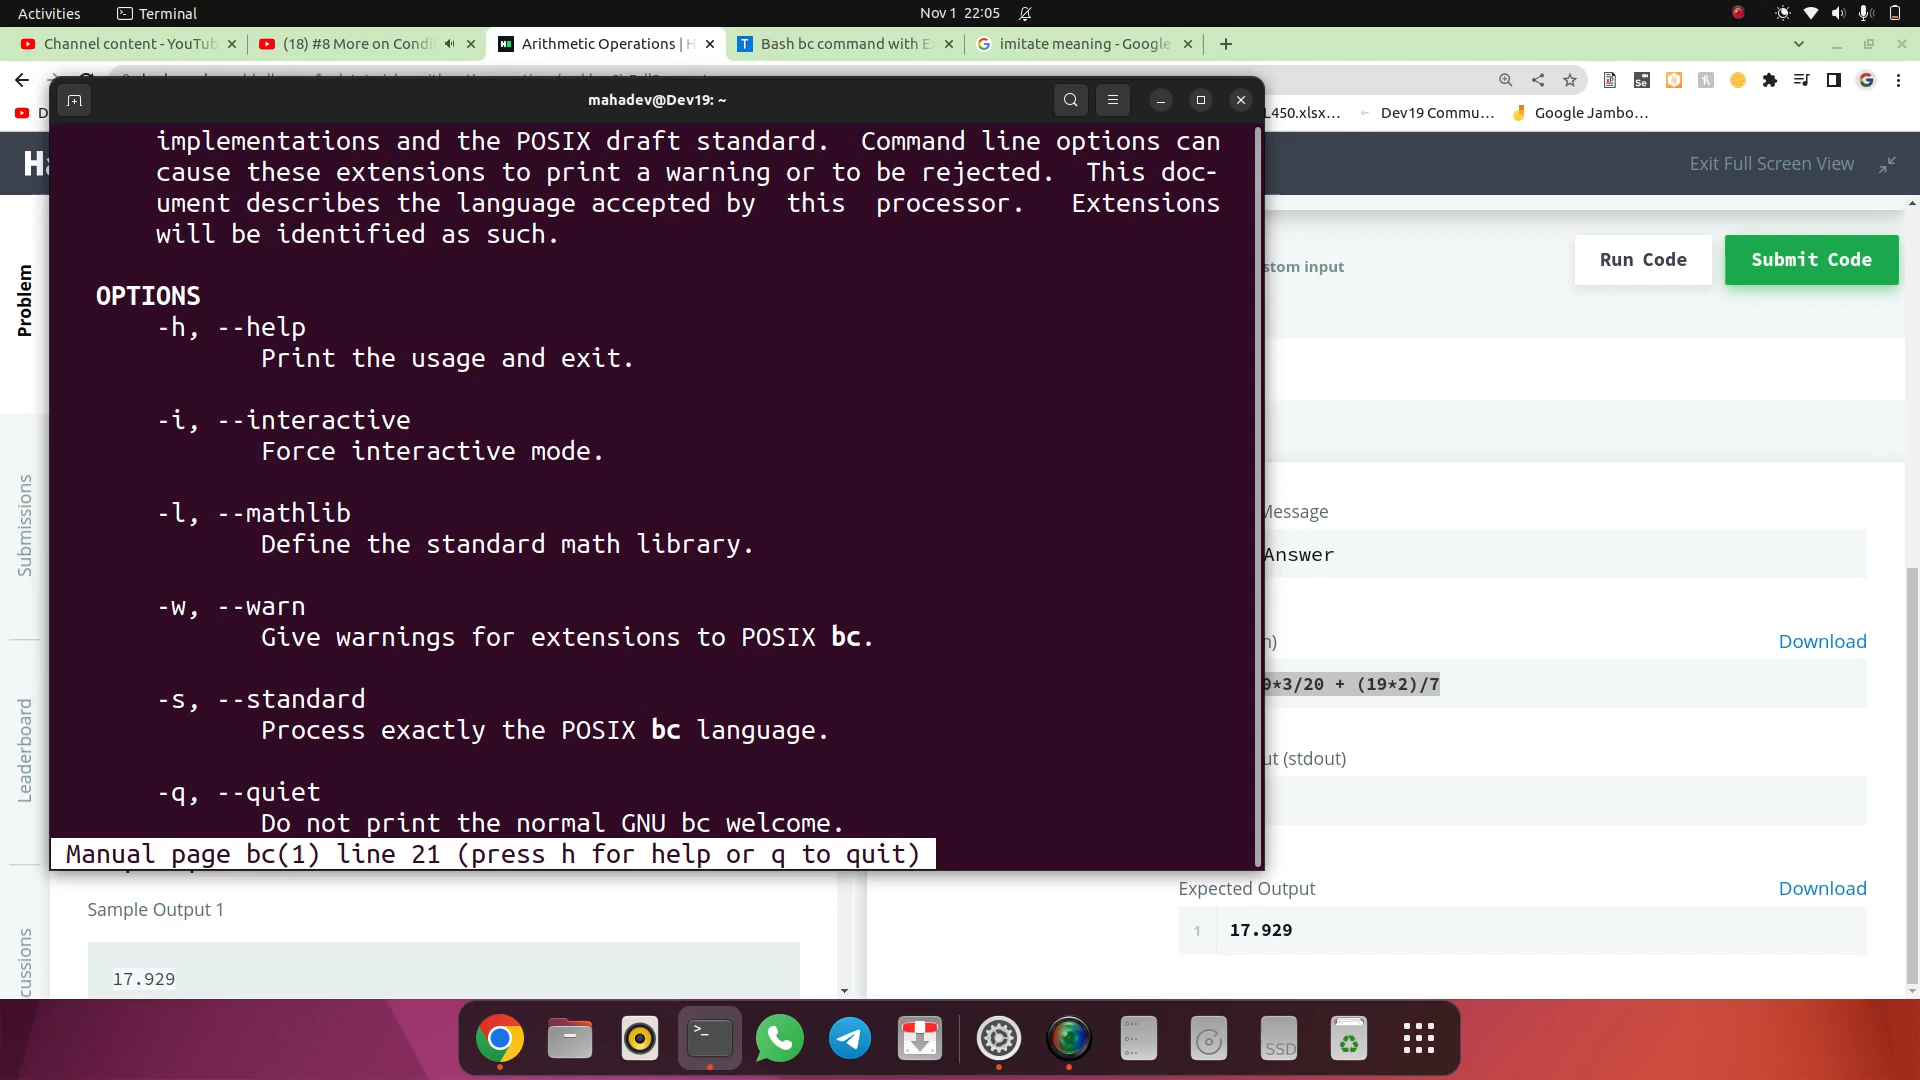 Activities Terminal Nov 1 22:05
Channel content - YouTub (18) #8 More on Condi Arithmetic Operations | H Bash bc command with E imitate meaning - Google
mahadev@Dev19: ~
L450.xlsx... Dev19 Commu... Google Jambo...
Exit Full Screen View
implementations and the POSIX draft standard. Command line options can
cause these extensions to print a warning or to be rejected. This doc-
ument describes the language accepted by this processor. Extensions
will be identified as such.
OPTIONS
-h, --help
Print the usage and exit.
-i, --interactive
Force interactive mode.
-l, --mathlib
Define the standard math library.
-w, --warn
Give warnings for extensions to POSIX bc.
-s, --standard
Process exactly the POSIX bc language.
-q, --quiet
Do not print the normal GNU bc welcome.
Manual page bc(1) line 21 (press h for help or q to quit)
Problem
Submissions
Leaderboard
cussions
stom input
Run Code Submit Code
Message
Answer
n) Download
0*3/20 + (19*2)/7
ut (stdout)
Expected Output Download
1 17.929
Sample Output 1
17.929
SSD